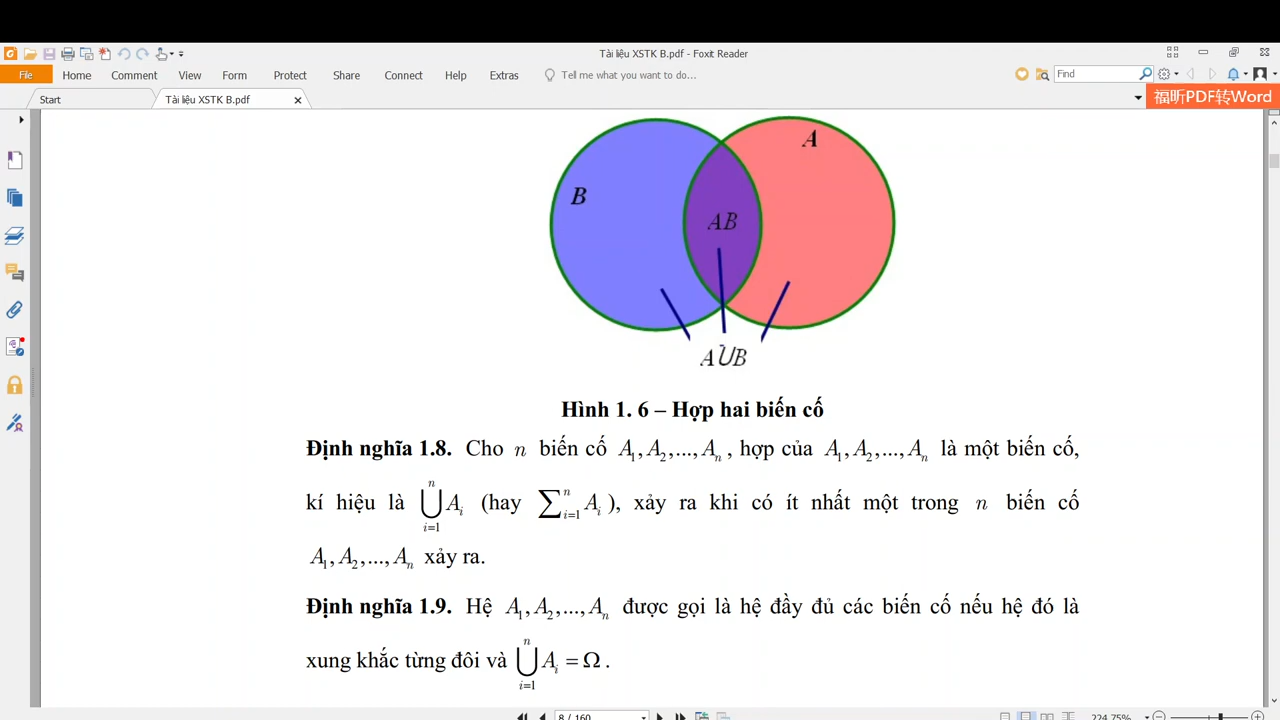 Tài liệu XSTK B.pdf - Foxit Reader
File Home Comment View Form Protect Share Connect Help Extras Tell me what you want to do... Find
Start Tài liệu XSTK B.pdf 福昕PDF转Word
A
B
AB
A∪B
Hình 1. 6 – Hợp hai biến cố
Định nghĩa 1.8. Cho n biến cố A₁, A₂,..., Aₙ, hợp của A₁, A₂,..., Aₙ là một biến cố,
kí hiệu là ⋃ⁿᵢ₌₁ Aᵢ (hay ∑ⁿᵢ₌₁ Aᵢ), xảy ra khi có ít nhất một trong n biến cố
A₁, A₂,..., Aₙ xảy ra.
Định nghĩa 1.9. Hệ A₁, A₂,..., Aₙ được gọi là hệ đầy đủ các biến cố nếu hệ đó là
xung khắc từng đôi và ⋃ⁿᵢ₌₁ Aᵢ = Ω.
8 / 160 224.75%